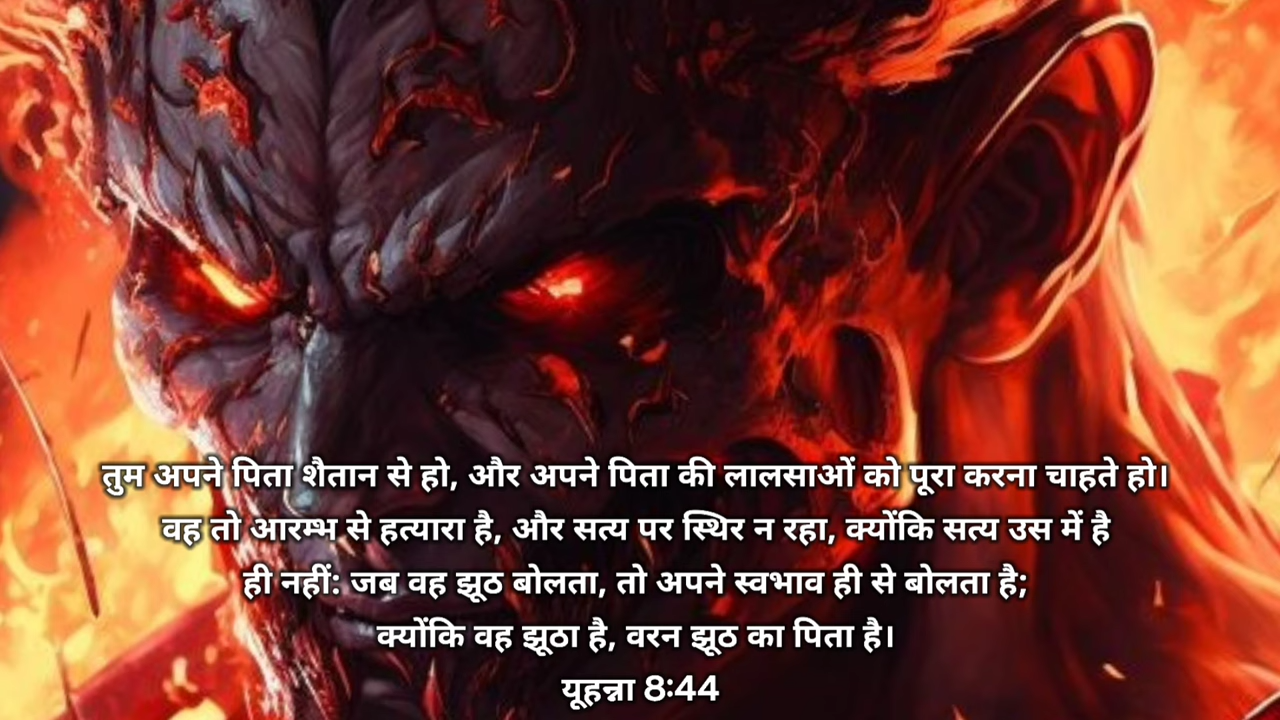 तुम अपने पिता शैतान से हो, और अपने पिता की लालसाओं को पूरा करना चाहते हो।
वह तो आरम्भ से हत्यारा है, और सत्य पर स्थिर न रहा, क्योंकि सत्य उस में है
ही नहीं: जब वह झूठ बोलता, तो अपने स्वभाव ही से बोलता है;
क्योंकि वह झूठा है, वरन झूठ का पिता है।
यूहन्ना 8:44